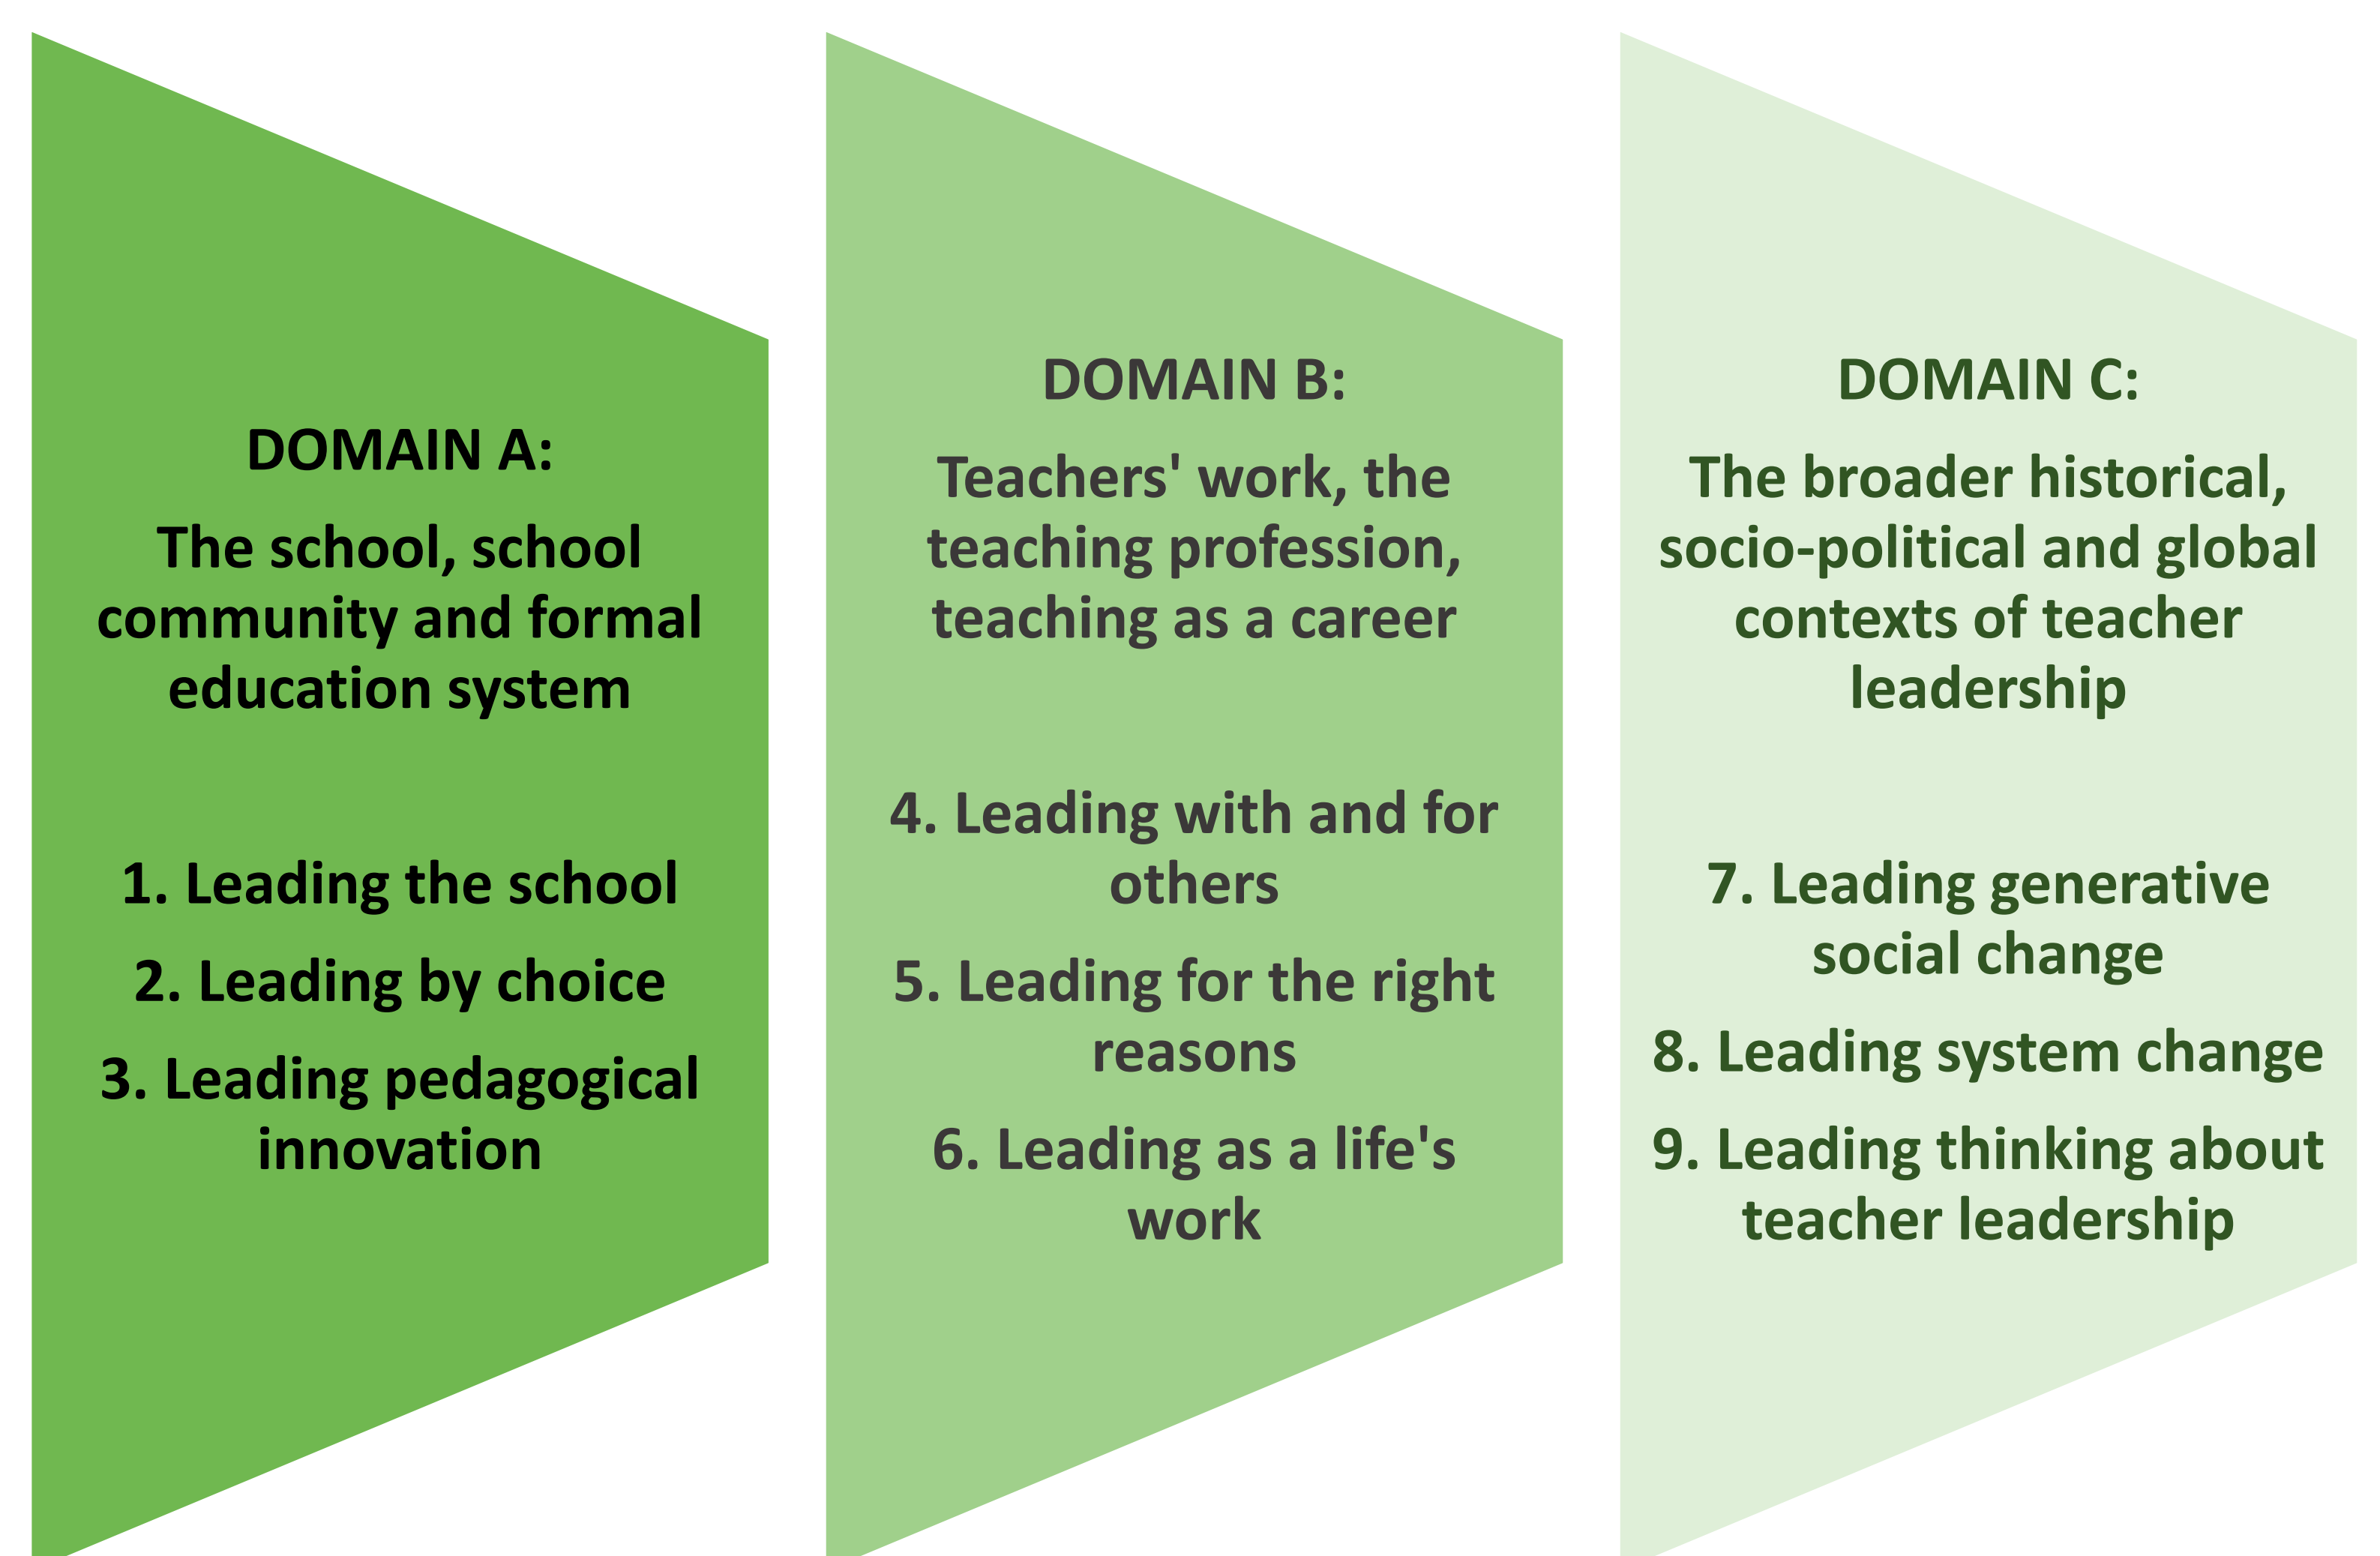 DOMAIN A:
The school, school
community and formal
education system
1. Leading the school
2. Leading by choice
3. Leading pedagogical
innovation
DOMAIN B:
Teachers' work, the
teaching profession,
teaching as a career
4. Leading with and for
others
5. Leading for the right
reasons
6. Leading as a life's
work
DOMAIN C:
The broader historical,
socio-political and global
contexts of teacher
leadership
7. Leading generative
social change
8. Leading system change
9. Leading thinking about
teacher leadership